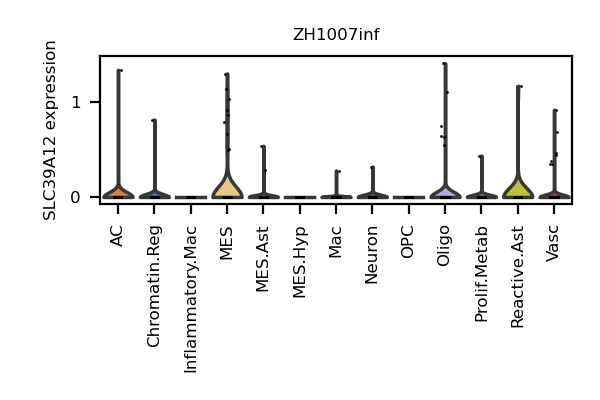 ZH1007inf
SLC39A12 expression
1
0
AC
Chromatin.Reg
Inflammatory.Mac
MES
MES.Ast
MES.Hyp
Mac
Neuron
OPC
Oligo
Prolif.Metab
Reactive.Ast
Vasc